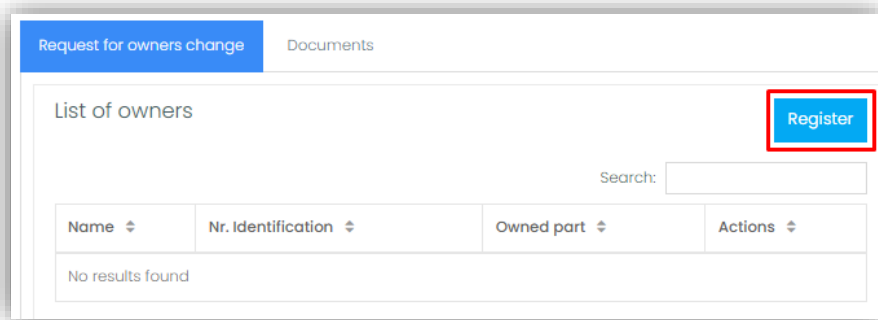 Request for owners change Documents
List of owners
Register
Search:
Name Nr. Identification Owned part Actions
No results found